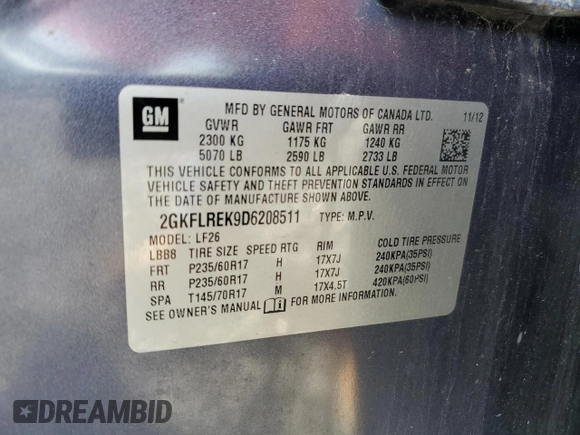 GM
MFD BY GENERAL MOTORS OF CANADA LTD. 11/12
GVWR GAWR FRT GAWR RR
2300 KG 1175 KG 1240 KG
5070 LB 2590 LB 2733 LB
THIS VEHICLE CONFORMS TO ALL APPLICABLE U.S. FEDERAL MOTOR
VEHICLE SAFETY AND THEFT PREVENTION STANDARDS IN EFFECT ON
THE DATE OF MANUFACTURE SHOWN ABOVE.
2GKFLREK9D6208511 TYPE: M.P.V.
MODEL: LF26
LBB8 TIRE SIZE SPEED RTG RIM COLD TIRE PRESSURE
FRT P235/60R17 H 17X7J 240KPA(35PSI)
RR P235/60R17 H 17X7J 240KPA(35PSI)
SPA T145/70R17 M 17X4.5T 420KPA(60PSI)
SEE OWNER'S MANUAL FOR MORE INFORMATION
DREAMBID